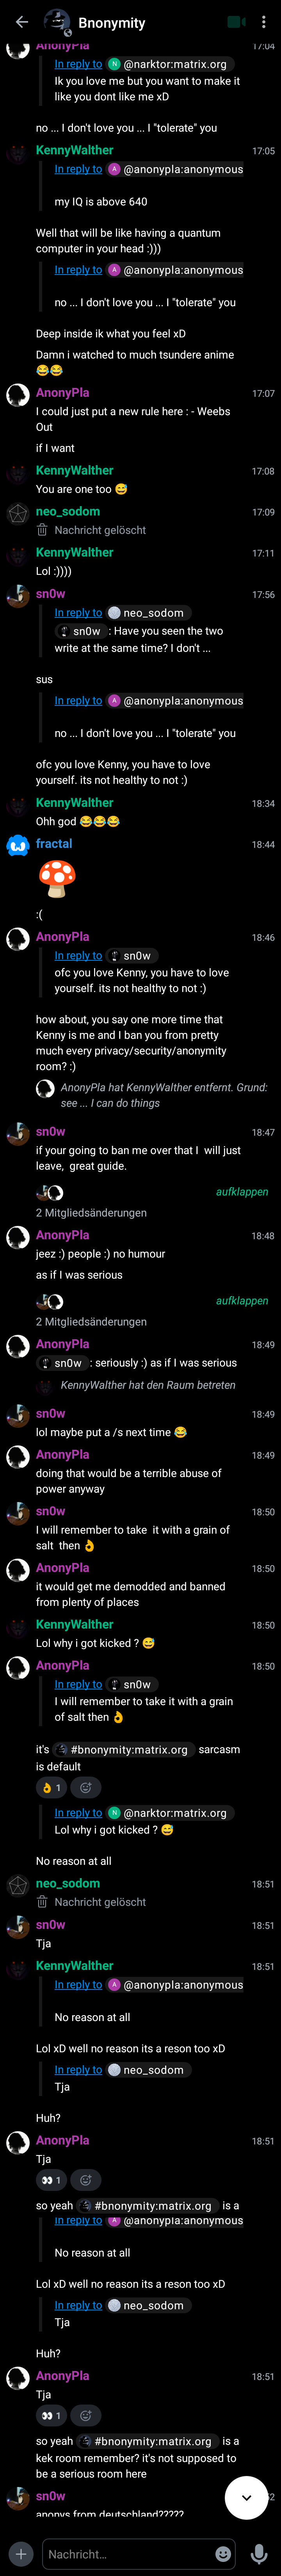 Bnonymity
AnonyPla 17:04
In reply to N @narktor:matrix.org
Ik you love me but you want to make it
like you dont like me xD
no ... I don't love you ... I "tolerate" you
KennyWalther 17:05
In reply to A @anonypla:anonymous
my IQ is above 640
Well that will be like having a quantum
computer in your head :)))
In reply to A @anonypla:anonymous
no ... I don't love you ... I "tolerate" you
Deep inside ik what you feel xD
Damn i watched to much tsundere anime
😂😂
AnonyPla 17:07
I could just put a new rule here : - Weebs
Out
if I want
KennyWalther 17:08
You are one too 😅
neo_sodom 17:09
Nachricht gelöscht
KennyWalther 17:11
Lol :))))
sn0w 17:56
In reply to neo_sodom
sn0w : Have you seen the two
write at the same time? I don't ...
sus
In reply to A @anonypla:anonymous
no ... I don't love you ... I "tolerate" you
ofc you love Kenny, you have to love
yourself. its not healthy to not :)
KennyWalther 18:34
Ohh god 😂😂😂
fractal 18:44
🍄
:(
AnonyPla 18:46
In reply to sn0w
ofc you love Kenny, you have to love
yourself. its not healthy to not :)
how about, you say one more time that
Kenny is me and I ban you from pretty
much every privacy/security/anonymity
room? :)
AnonyPla hat KennyWalther entfernt. Grund:
see ... I can do things
sn0w 18:47
if your going to ban me over that I will just
leave, great guide.
aufklappen
2 Mitgliedsänderungen
AnonyPla 18:48
jeez :) people :) no humour
as if I was serious
aufklappen
2 Mitgliedsänderungen
AnonyPla 18:49
sn0w : seriously :) as if I was serious
KennyWalther hat den Raum betreten
sn0w 18:49
lol maybe put a /s next time 😂
AnonyPla 18:49
doing that would be a terrible abuse of
power anyway
sn0w 18:50
I will remember to take it with a grain of
salt then 👌
AnonyPla 18:50
it would get me demodded and banned
from plenty of places
KennyWalther 18:50
Lol why i got kicked ? 😅
AnonyPla 18:50
In reply to sn0w
I will remember to take it with a grain
of salt then 👌
it's #bnonymity:matrix.org sarcasm
is default
👌 1
In reply to N @narktor:matrix.org
Lol why i got kicked ? 😅
No reason at all
neo_sodom 18:51
Nachricht gelöscht
sn0w 18:51
Tja
KennyWalther 18:51
In reply to A @anonypla:anonymous
No reason at all
Lol xD well no reason its a reson too xD
In reply to neo_sodom
Tja
Huh?
AnonyPla 18:51
Tja
👀 1
so yeah #bnonymity:matrix.org is a
In reply to A @anonypla:anonymous
No reason at all
Lol xD well no reason its a reson too xD
In reply to neo_sodom
Tja
Huh?
AnonyPla 18:51
Tja
👀 1
so yeah #bnonymity:matrix.org is a
kek room remember? it's not supposed to
be a serious room here
sn0w
anonys from deutschland?????
Nachricht…